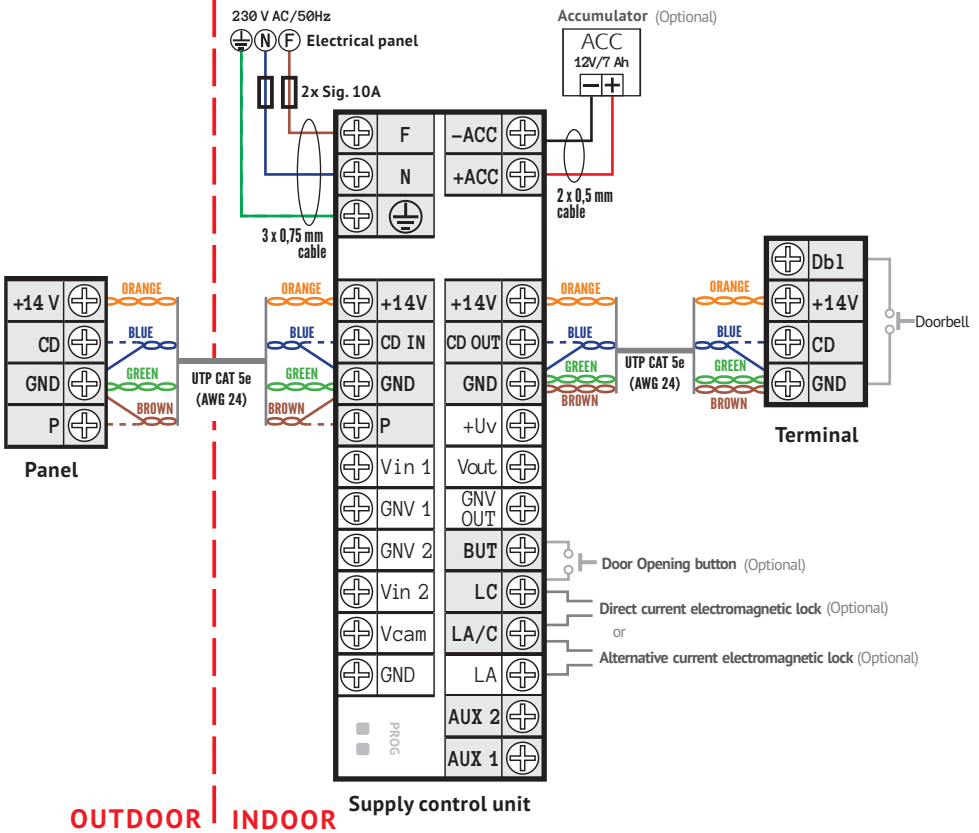 230 V AC/50Hz
N F Electrical panel
2x Sig. 10A
3 x 0,75 mm
cable
Accumulator (Optional)
ACC
12V/7 Ah
− +
2 x 0,5 mm
cable
F
N
−ACC
+ACC
+14 V
CD
GND
P
Panel
ORANGE
BLUE
GREEN
BROWN
UTP CAT 5e
(AWG 24)
ORANGE
BLUE
GREEN
BROWN
+14V
CD IN
GND
P
Vin 1
GNV 1
GNV 2
Vin 2
Vcam
GND
PROG
+14V
CD OUT
GND
+Uv
Vout
GNV
OUT
BUT
LC
LA/C
LA
AUX 2
AUX 1
Supply control unit
ORANGE
BLUE
GREEN
BROWN
UTP CAT 5e
(AWG 24)
ORANGE
BLUE
GREEN
BROWN
Dbl
+14V
CD
GND
Terminal
Doorbell
Door Opening button (Optional)
Direct current electromagnetic lock (Optional)
or
Alternative current electromagnetic lock (Optional)
OUTDOOR
INDOOR